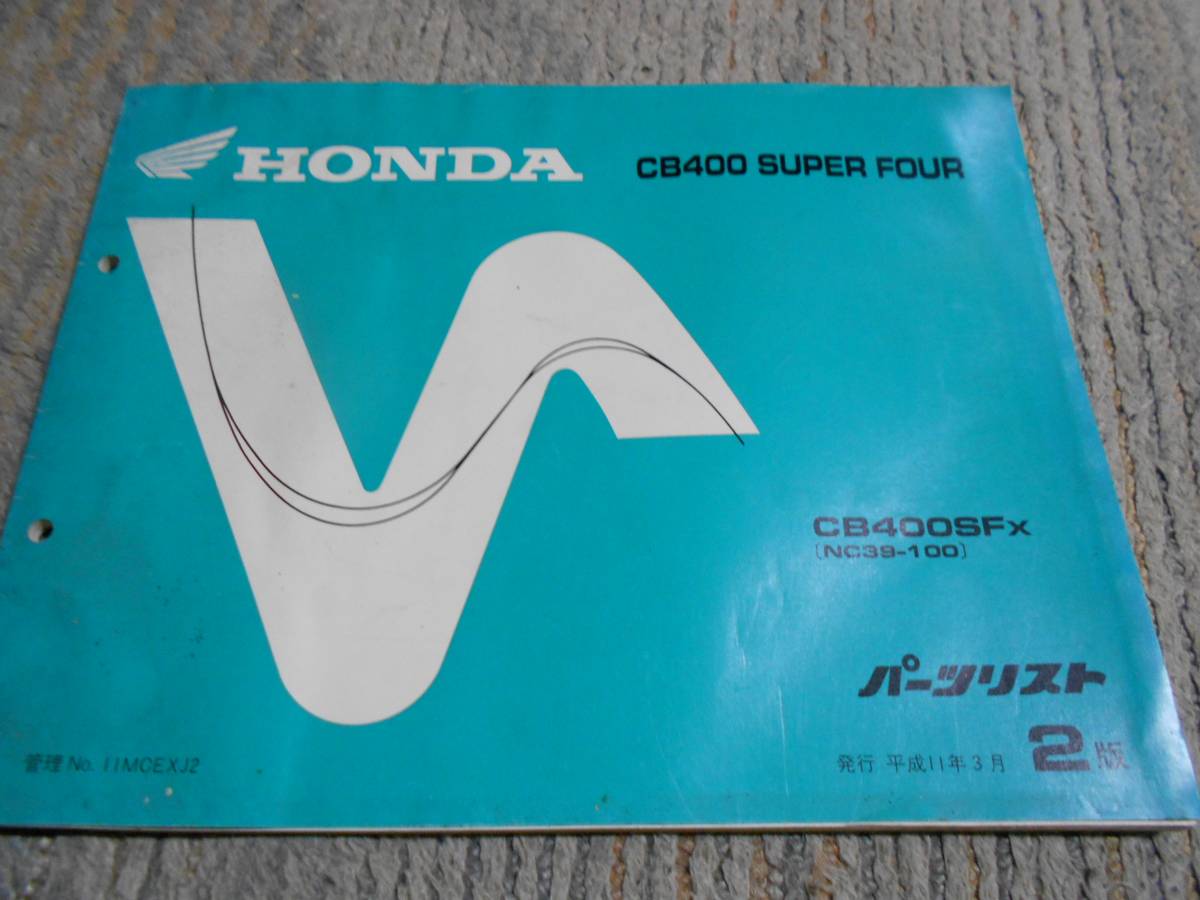 HONDA CB400 SUPER FOUR
CB400SFX
〔NC39-100〕
パーツリスト
管理 No. 11MCEXJ2 発行 平成11年3月 2版